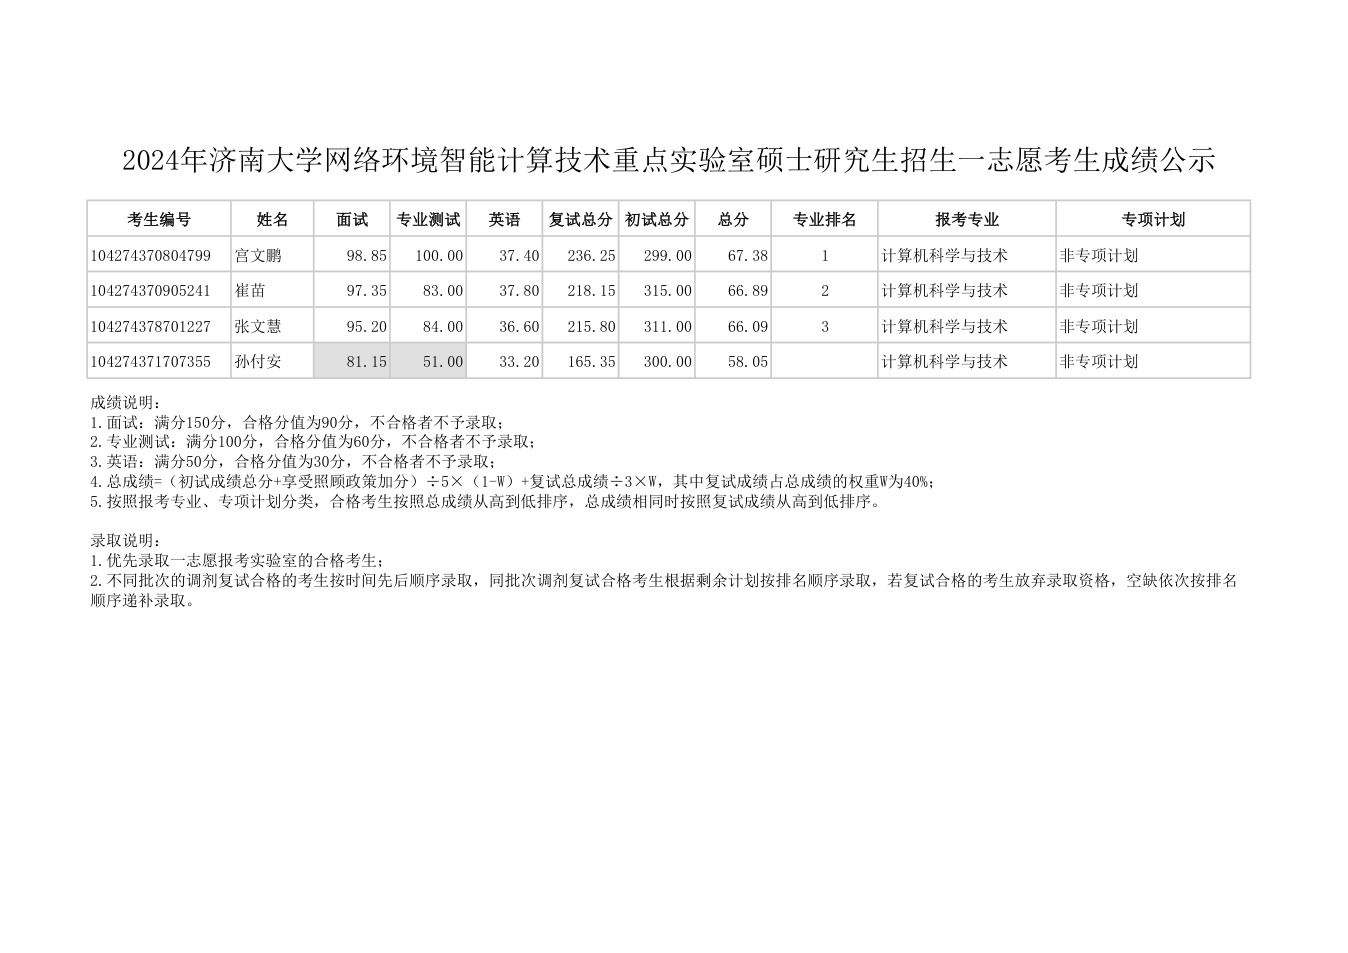 2024年济南大学网络环境智能计算技术重点实验室硕士研究生招生一志愿考生成绩公示
考生编号 姓名 面试 专业测试 英语 复试总分 初试总分 总分 专业排名 报考专业 专项计划
104274370804799 宫文鹏 98.85 100.00 37.40 236.25 299.00 67.38 1 计算机科学与技术 非专项计划
104274370905241 崔苗 97.35 83.00 37.80 218.15 315.00 66.89 2 计算机科学与技术 非专项计划
104274378701227 张文慧 95.20 84.00 36.60 215.80 311.00 66.09 3 计算机科学与技术 非专项计划
104274371707355 孙付安 81.15 51.00 33.20 165.35 300.00 58.05 计算机科学与技术 非专项计划
成绩说明:
1.面试: 满分150分, 合格分值为90分, 不合格者不予录取;
2.专业测试: 满分100分, 合格分值为60分, 不合格者不予录取;
3.英语: 满分50分, 合格分值为30分, 不合格者不予录取;
4.总成绩=（初试成绩总分+享受照顾政策加分）÷5×（1-W）+复试总成绩÷3×W, 其中复试成绩占总成绩的权重W为40%;
5.按照报考专业、专项计划分类, 合格考生按照总成绩从高到低排序, 总成绩相同时按照复试成绩从高到低排序。
录取说明:
1.优先录取一志愿报考实验室的合格考生;
2.不同批次的调剂复试合格的考生按时间先后顺序录取, 同批次调剂复试合格考生根据剩余计划按排名顺序录取, 若复试合格的考生放弃录取资格, 空缺依次按排名
顺序递补录取。